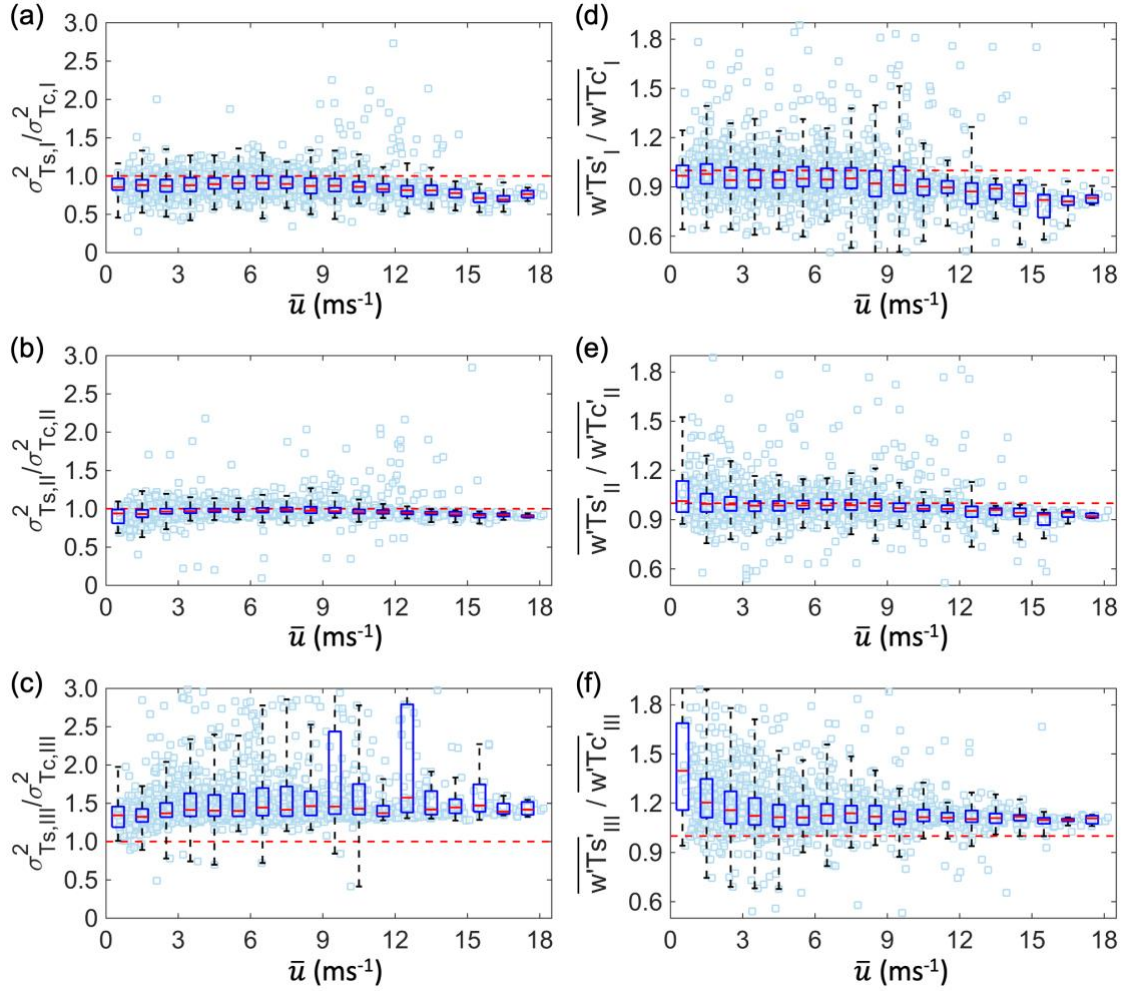 (a)
3.0
2.5
2.0
1.5
1.0
0.5
0
σ²Ts,I/σ²Tc,I
0 3 6 9 12 15 18
ū (ms⁻¹)
(d)
1.8
1.5
1.2
0.9
0.6
w'Ts'I / w'Tc'I
0 3 6 9 12 15 18
ū (ms⁻¹)
(b)
3.0
2.5
2.0
1.5
1.0
0.5
0
σ²Ts,II/σ²Tc,II
0 3 6 9 12 15 18
ū (ms⁻¹)
(e)
1.8
1.5
1.2
0.9
0.6
w'Ts'II / w'Tc'II
0 3 6 9 12 15 18
ū (ms⁻¹)
(c)
3.0
2.5
2.0
1.5
1.0
0.5
0
σ²Ts,III/σ²Tc,III
0 3 6 9 12 15 18
ū (ms⁻¹)
(f)
1.8
1.5
1.2
0.9
0.6
w'Ts'III / w'Tc'III
0 3 6 9 12 15 18
ū (ms⁻¹)